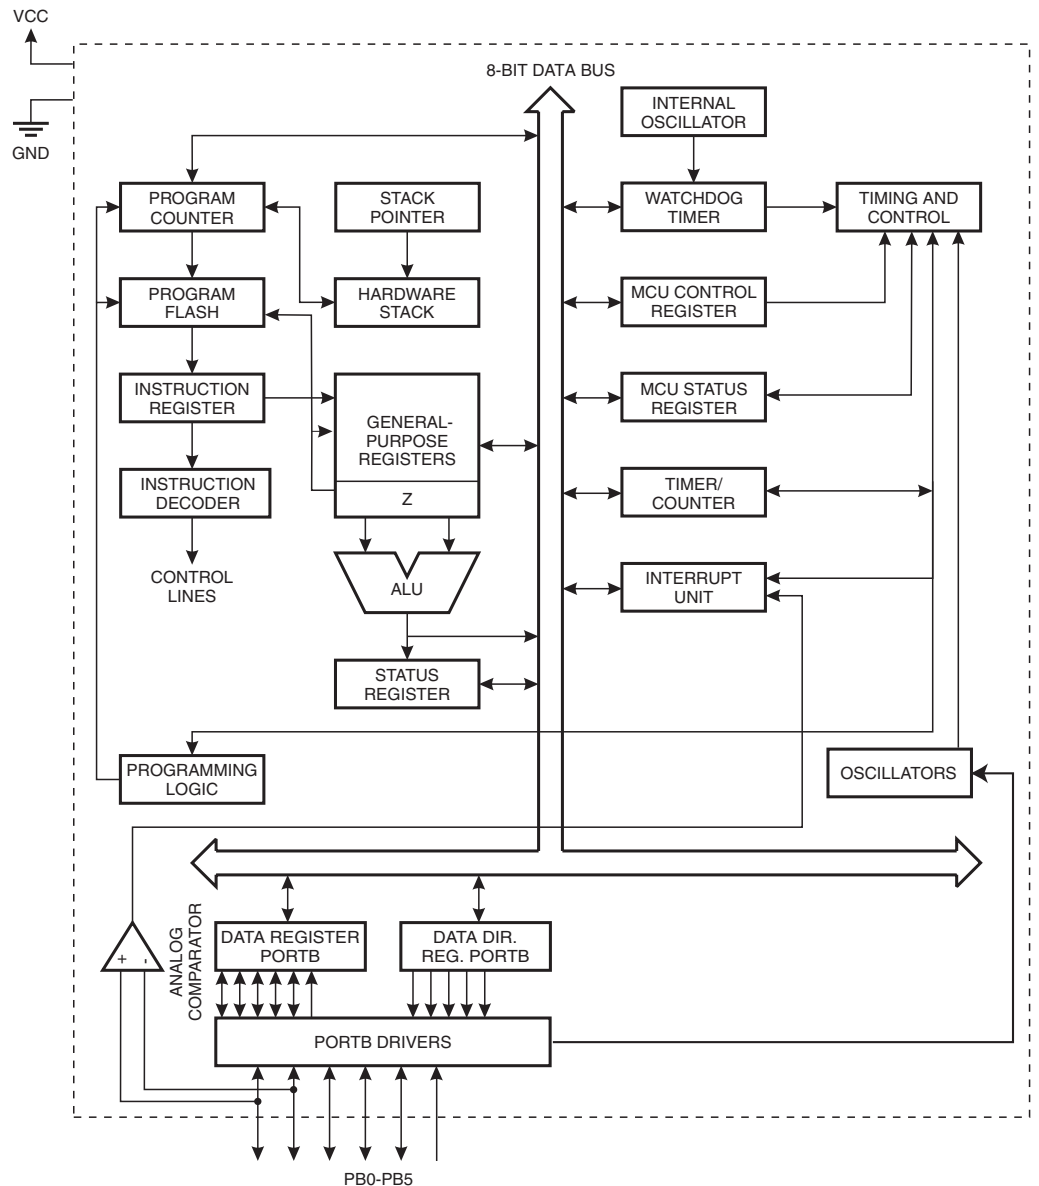 VCC
GND
8-BIT DATA BUS
INTERNAL
OSCILLATOR
PROGRAM
COUNTER
STACK
POINTER
WATCHDOG
TIMER
TIMING AND
CONTROL
PROGRAM
FLASH
HARDWARE
STACK
MCU CONTROL
REGISTER
INSTRUCTION
REGISTER
GENERAL-
PURPOSE
REGISTERS
Z
MCU STATUS
REGISTER
INSTRUCTION
DECODER
TIMER/
COUNTER
CONTROL
LINES
ALU
INTERRUPT
UNIT
STATUS
REGISTER
PROGRAMMING
LOGIC
OSCILLATORS
+
-
ANALOG
COMPARATOR
DATA REGISTER
PORTB
DATA DIR.
REG. PORTB
PORTB DRIVERS
PB0-PB5